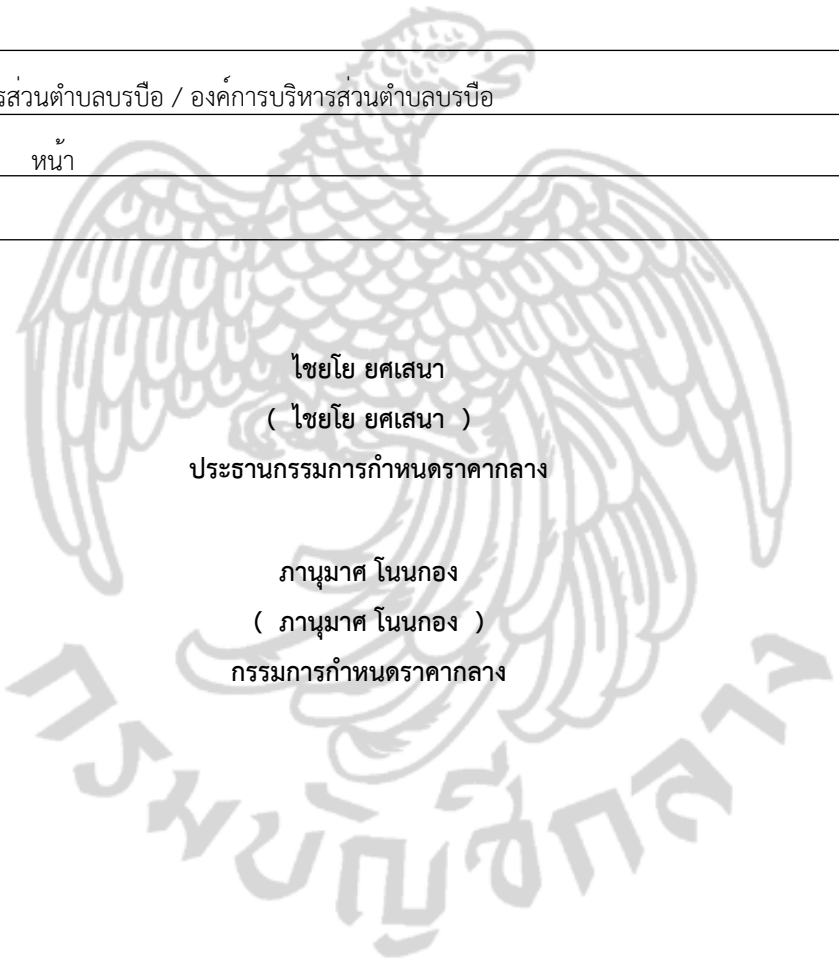 รส่วนตำบลบรบือ / องค์การบริหารส่วนตำบลบรบือ
หน้า
ไชยโย ยศเสนา
( ไชยโย ยศเสนา )
ประธานกรรมการกำหนดราคากลาง
ภานุมาศ โนนกอง
( ภานุมาศ โนนกอง )
กรรมการกำหนดราคากลาง
กรมบัญชีกลาง